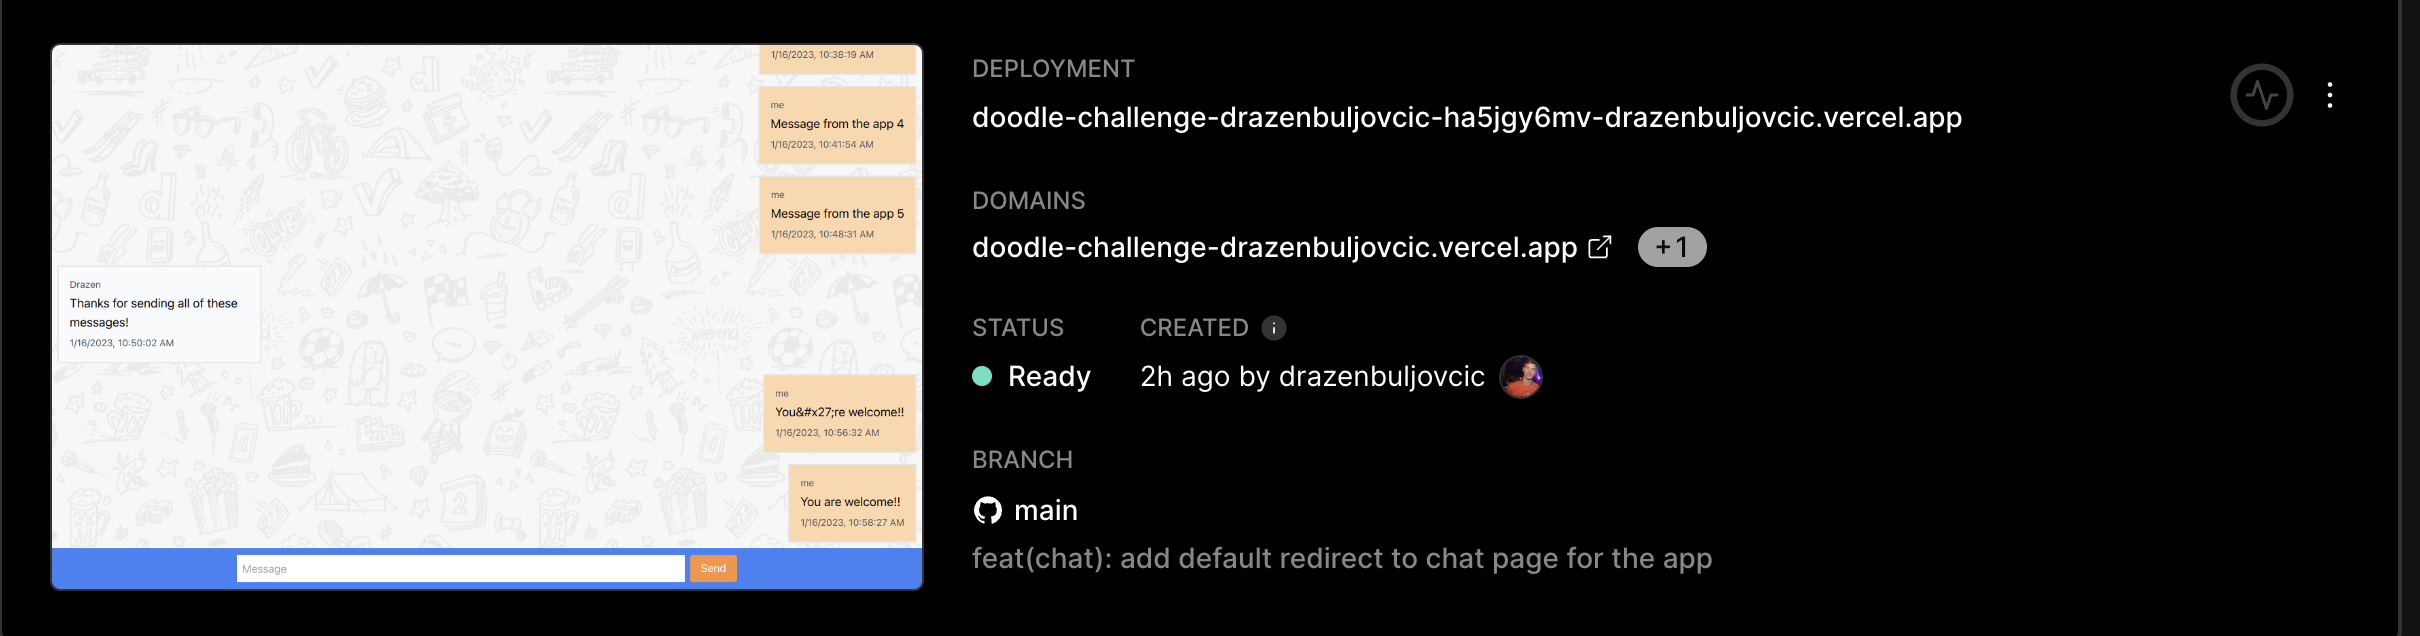 1/16/2023, 10:38:19 AM
me
Message from the app 4
1/16/2023, 10:41:54 AM
me
Message from the app 5
1/16/2023, 10:48:31 AM
Drazen
Thanks for sending all of these
messages!
1/16/2023, 10:50:02 AM
me
You&#x27;re welcome!!
1/16/2023, 10:56:32 AM
me
You are welcome!!
1/16/2023, 10:58:27 AM
Message
Send
DEPLOYMENT
doodle-challenge-drazenbuljovcic-ha5jgy6mv-drazenbuljovcic.vercel.app
DOMAINS
doodle-challenge-drazenbuljovcic.vercel.app +1
STATUS CREATED i
Ready 2h ago by drazenbuljovcic
BRANCH
main
feat(chat): add default redirect to chat page for the app